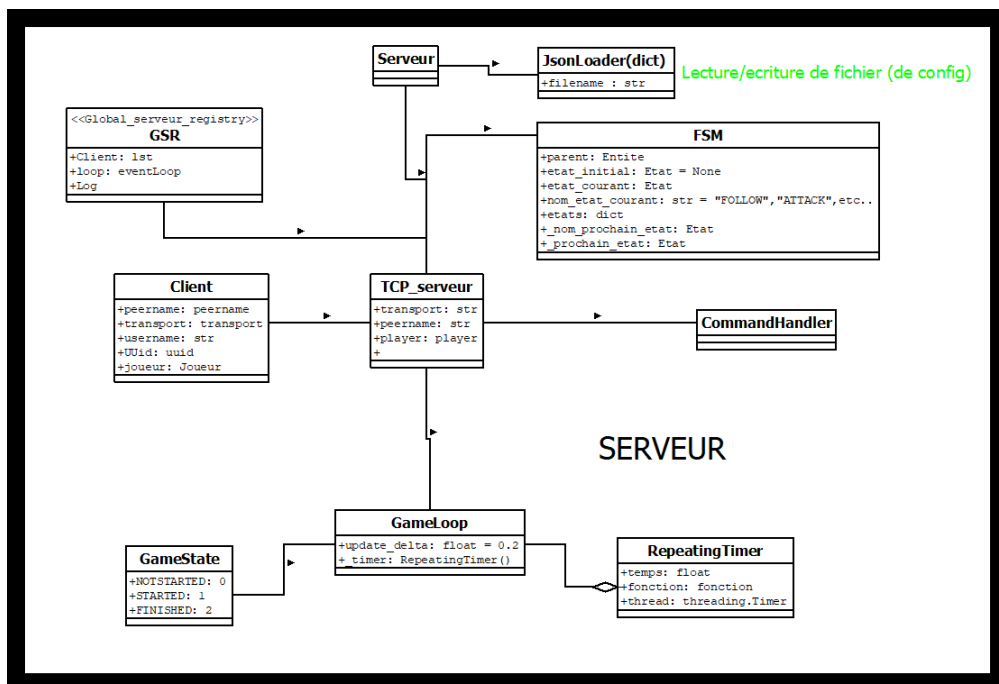 Serveur
JsonLoader(dict)
+filename : str
Lecture/ecriture de fichier (de config)
<<Global_serveur_registry>>
GSR
+Client: lst
+loop: eventLoop
+Log
FSM
+parent: Entite
+etat_initial: Etat = None
+etat_courant: Etat
+nom_etat_courant: str = "FOLLOW","ATTACK",etc..
+etats: dict
+_nom_prochain_etat: Etat
+_prochain_etat: Etat
Client
+peername: peername
+transport: transport
+username: str
+UUid: uuid
+joueur: Joueur
TCP_serveur
+transport: str
+peername: str
+player: player
+
CommandHandler
SERVEUR
GameLoop
+update_delta: float = 0.2
+_timer: RepeatingTimer()
GameState
+NOTSTARTED: 0
+STARTED: 1
+FINISHED: 2
RepeatingTimer
+temps: float
+fonction: fonction
+thread: threading.Timer